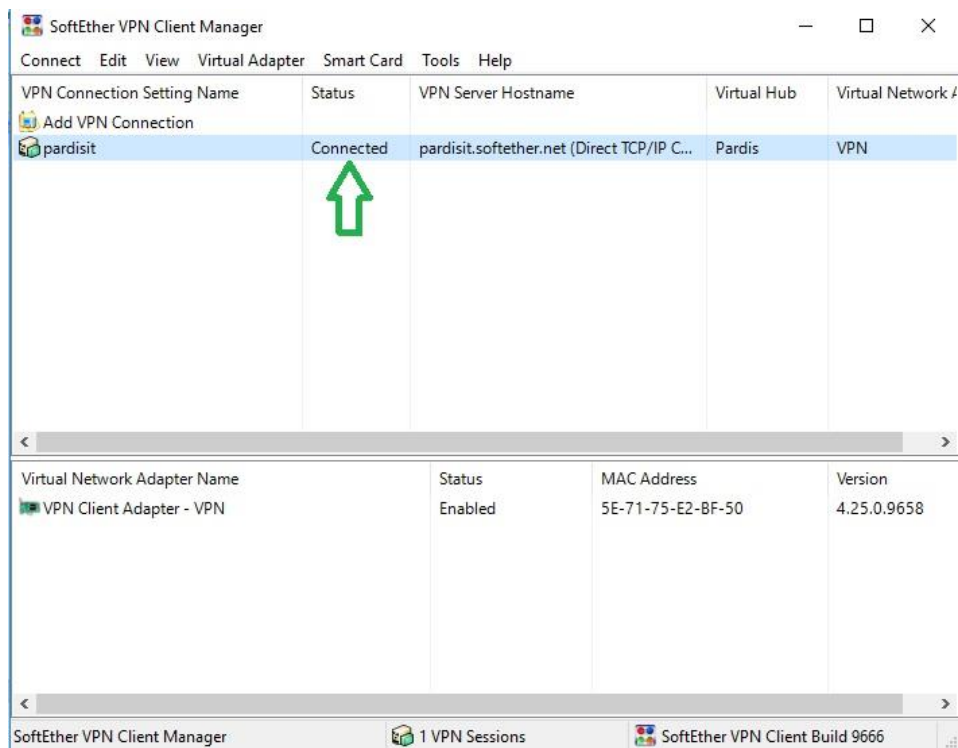 SoftEther VPN Client Manager
Connect Edit View Virtual Adapter Smart Card Tools Help
VPN Connection Setting Name Status VPN Server Hostname Virtual Hub Virtual Network A
Add VPN Connection
pardisit Connected pardisit.softether.net (Direct TCP/IP C... Pardis VPN
Virtual Network Adapter Name Status MAC Address Version
VPN Client Adapter - VPN Enabled 5E-71-75-E2-BF-50 4.25.0.9658
SoftEther VPN Client Manager 1 VPN Sessions SoftEther VPN Client Build 9666